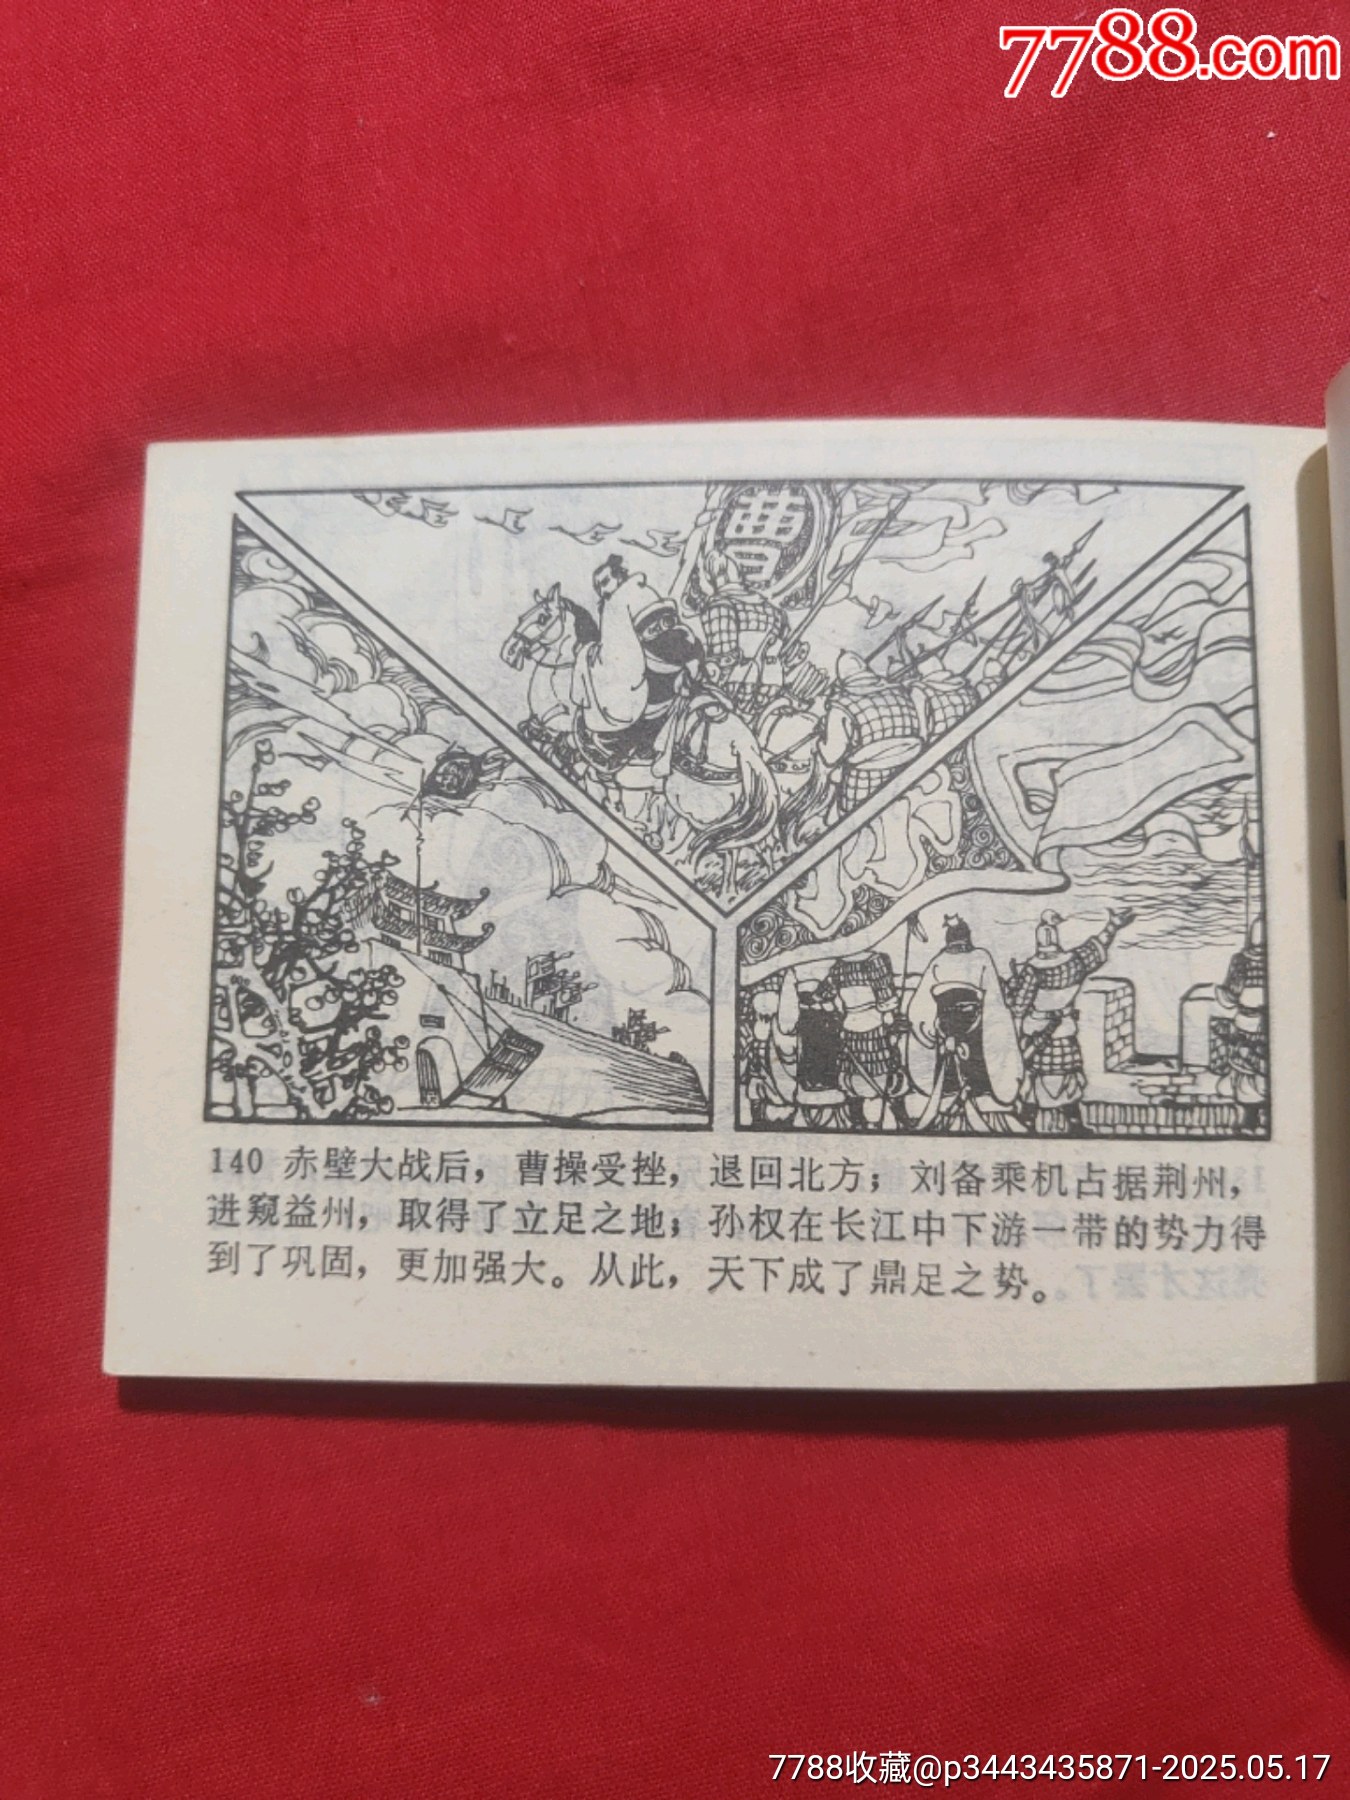 7788.com
曹
140 赤壁大战后，曹操受挫，退回北方；刘备乘机占据荆州，
进窥益州，取得了立足之地；孙权在长江中下游一带的势力得
到了巩固，更加强大。从此，天下成了鼎足之势。
7788收藏@p3443435871-2025.05.17